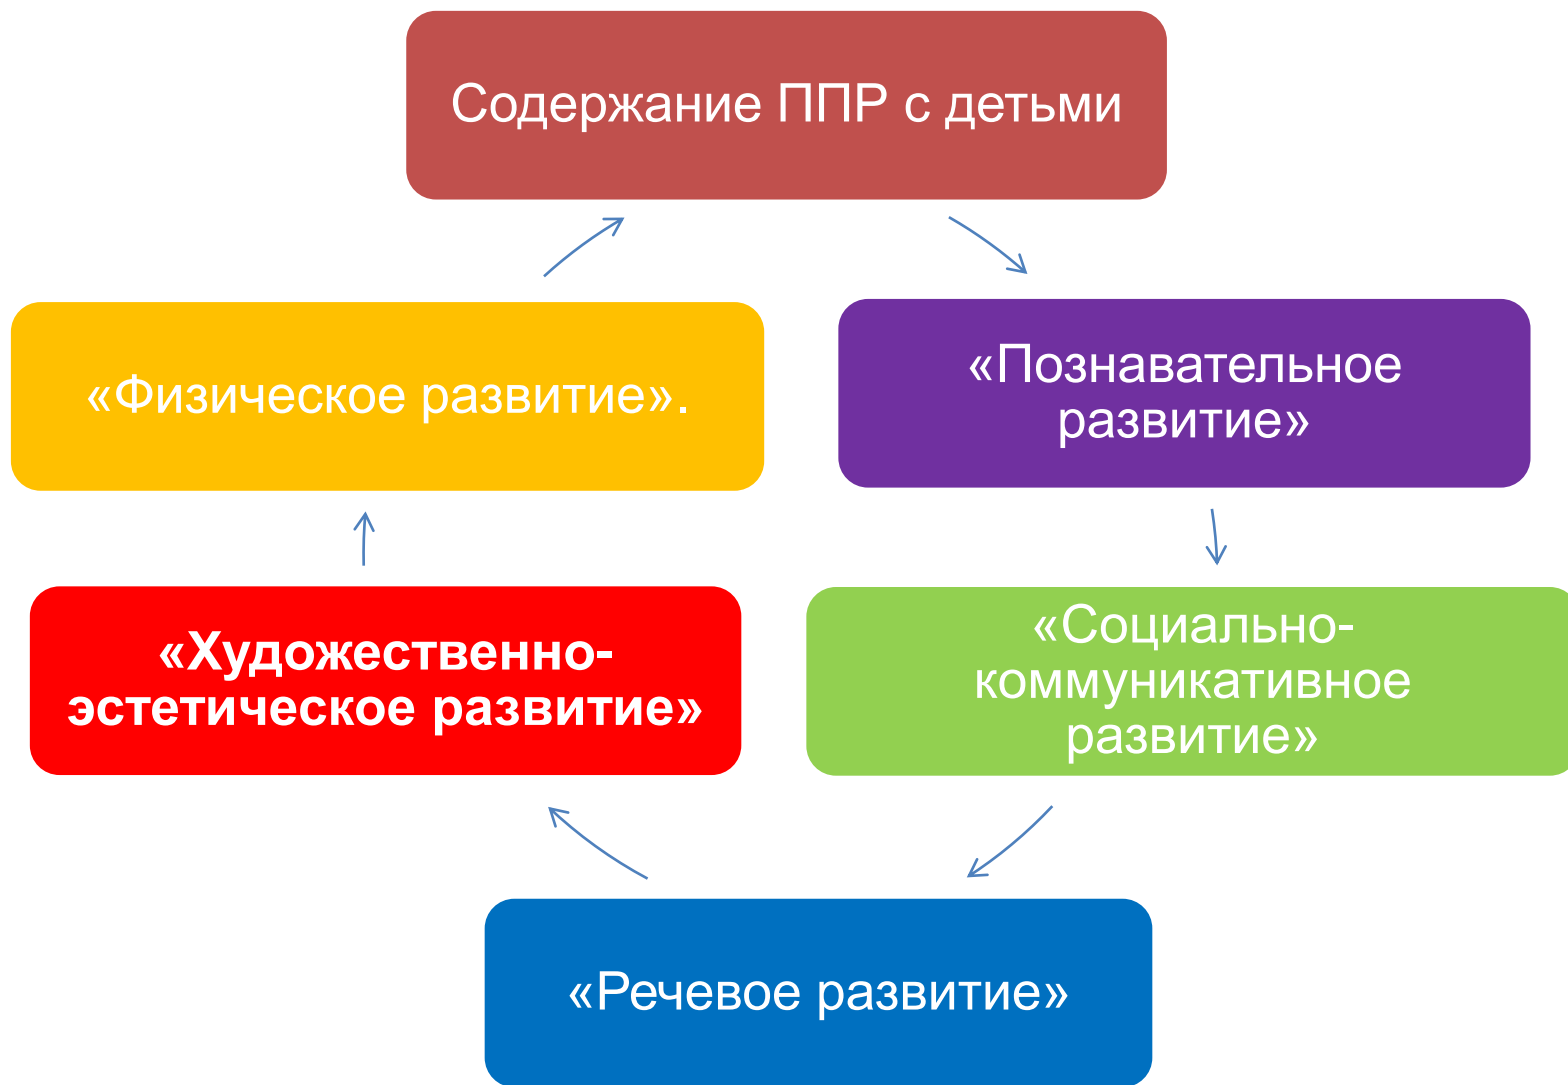 Содержание ППР с детьми
«Физическое развитие».
«Познавательное
развитие»
«Художественно-
эстетическое развитие»
«Социально-
коммуникативное
развитие»
«Речевое развитие»